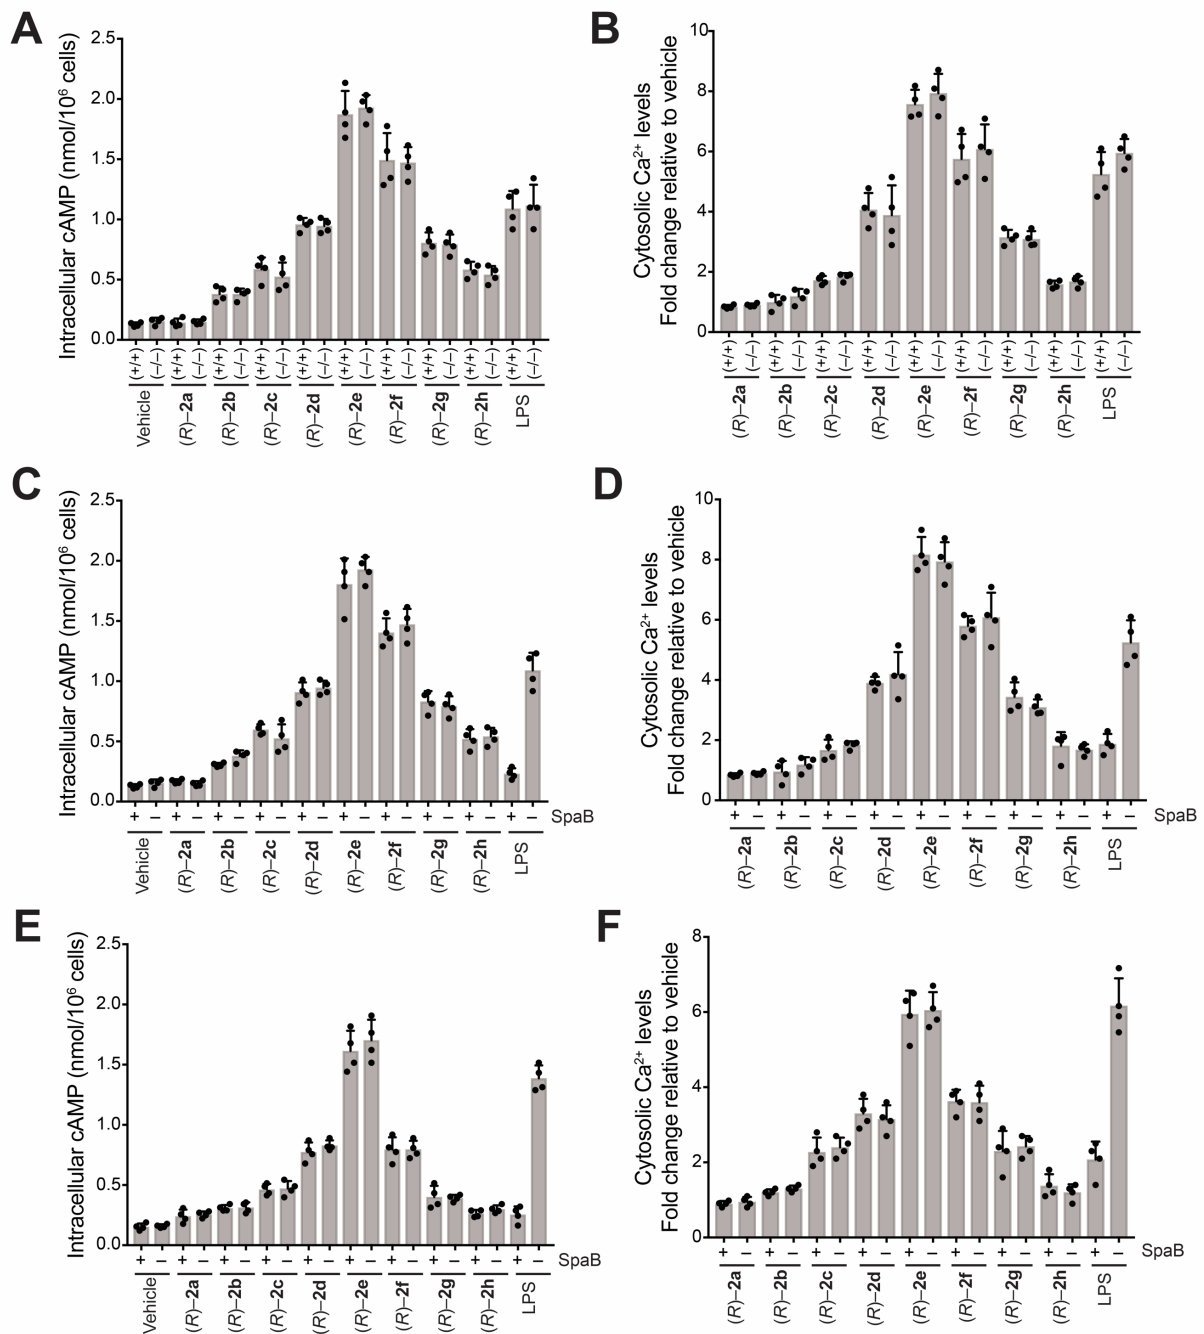 A
Intracellular cAMP (nmol/10⁶ cells)
2.5
2.0
1.5
1.0
0.5
0.0
(+/+) (−/−) (+/+) (−/−) (+/+) (−/−) (+/+) (−/−) (+/+) (−/−) (+/+) (−/−) (+/+) (−/−) (+/+) (−/−) (+/+) (−/−) (+/+) (−/−)
Vehicle (R)−2a (R)−2b (R)−2c (R)−2d (R)−2e (R)−2f (R)−2g (R)−2h LPS
B
Cytosolic Ca²⁺ levels
Fold change relative to vehicle
10
8
6
4
2
0
(+/+) (−/−) (+/+) (−/−) (+/+) (−/−) (+/+) (−/−) (+/+) (−/−) (+/+) (−/−) (+/+) (−/−) (+/+) (−/−) (+/+) (−/−)
(R)−2a (R)−2b (R)−2c (R)−2d (R)−2e (R)−2f (R)−2g (R)−2h LPS
C
Intracellular cAMP (nmol/10⁶ cells)
2.5
2.0
1.5
1.0
0.5
0.0
+ − + − + − + − + − + − + − + − + − + − SpaB
Vehicle (R)−2a (R)−2b (R)−2c (R)−2d (R)−2e (R)−2f (R)−2g (R)−2h LPS
D
Cytosolic Ca²⁺ levels
Fold change relative to vehicle
10
8
6
4
2
0
+ − + − + − + − + − + − + − + − + − SpaB
(R)−2a (R)−2b (R)−2c (R)−2d (R)−2e (R)−2f (R)−2g (R)−2h LPS
E
Intracellular cAMP (nmol/10⁶ cells)
2.5
2.0
1.5
1.0
0.5
0.0
+ − + − + − + − + − + − + − + − + − + − SpaB
Vehicle (R)−2a (R)−2b (R)−2c (R)−2d (R)−2e (R)−2f (R)−2g (R)−2h LPS
F
Cytosolic Ca²⁺ levels
Fold change relative to vehicle
8
6
4
2
0
+ − + − + − + − + − + − + − + − + − SpaB
(R)−2a (R)−2b (R)−2c (R)−2d (R)−2e (R)−2f (R)−2g (R)−2h LPS